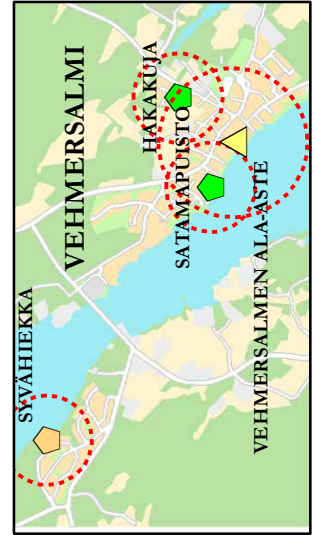 SYVÄHIEKKA
VEHMERSALMI
HAKAKUJA
SATAMAPUISTO
VEHMERSALMEN ALA-ASTE